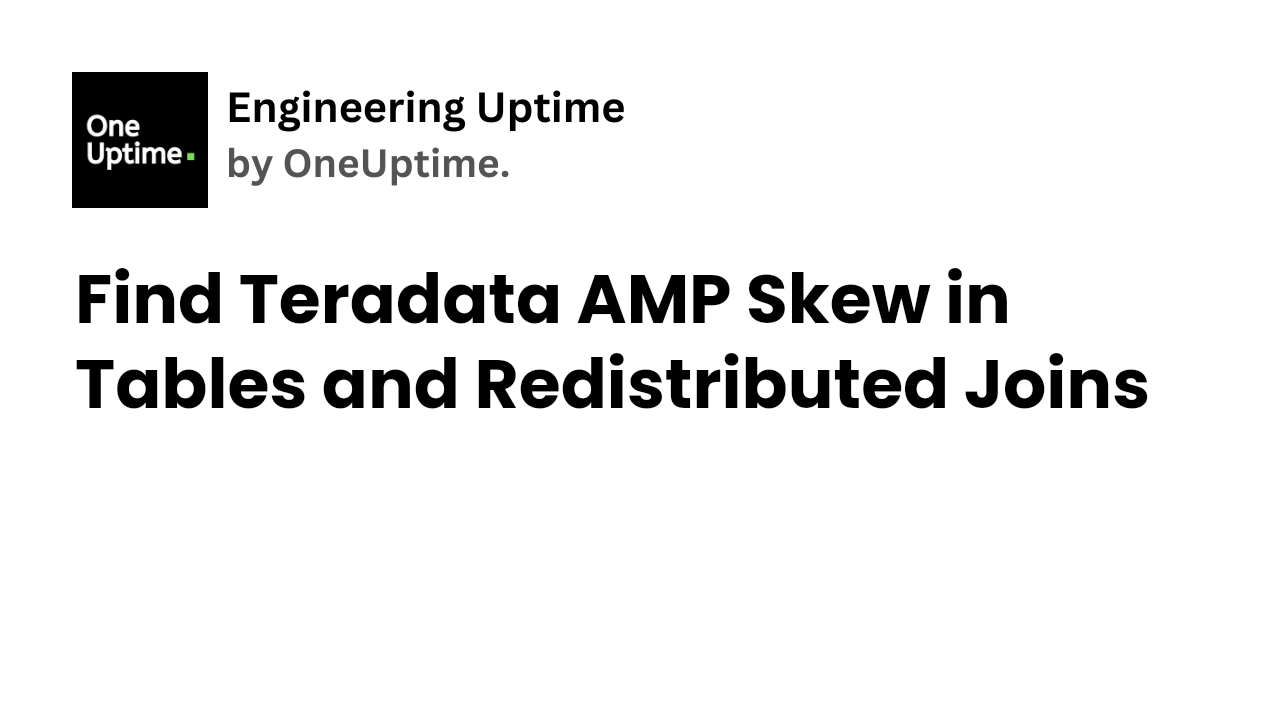 One
Uptime.
Engineering Uptime
by OneUptime.
Find Teradata AMP Skew in
Tables and Redistributed Joins